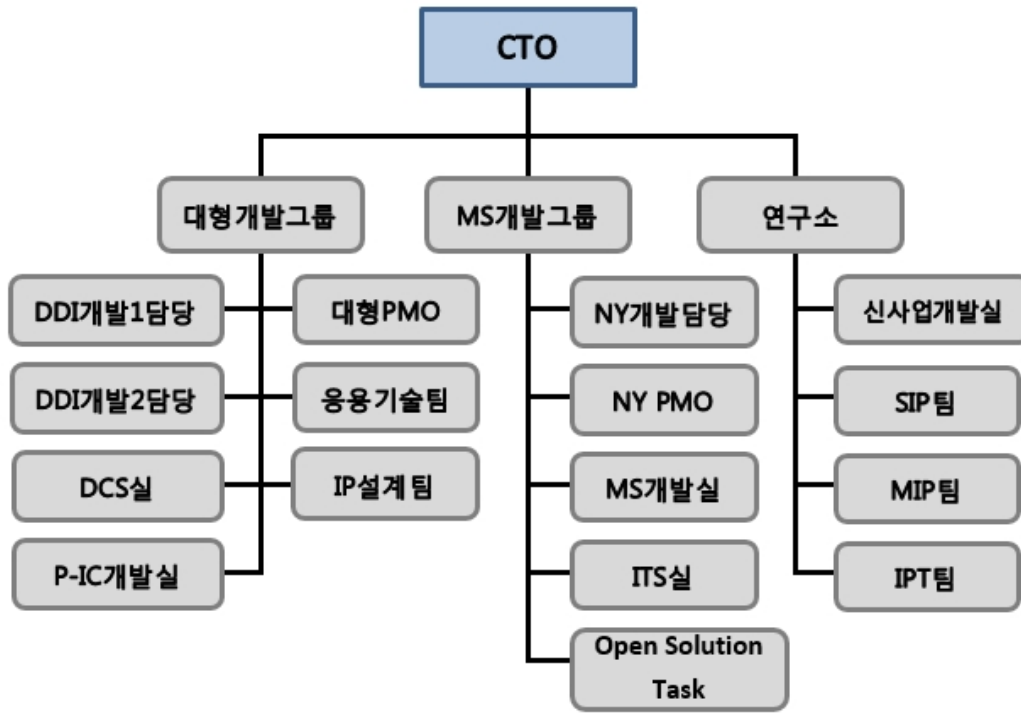 CTO
대형개발그룹
MS개발그룹
연구소
DDI개발1담당
대형PMO
NY개발담당
신사업개발실
DDI개발2담당
응용기술팀
NY PMO
SIP팀
DCS실
IP설계팀
MS개발실
MIP팀
P-IC개발실
ITS실
IPT팀
Open Solution
Task